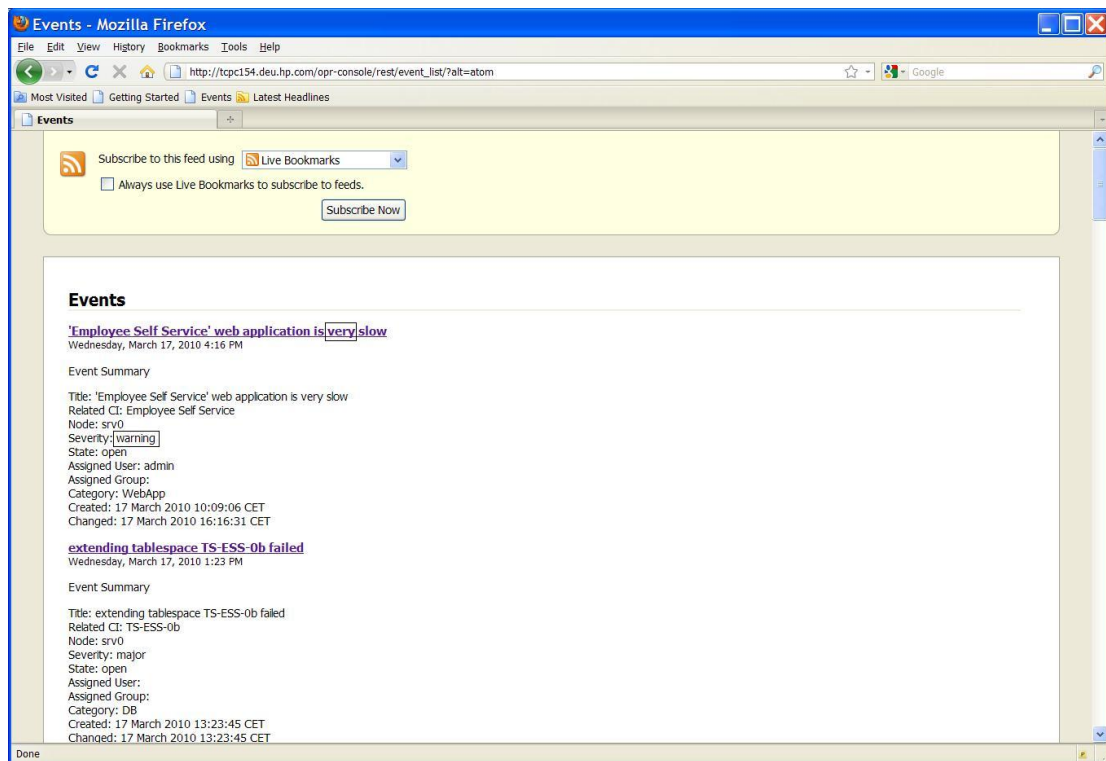 Events - Mozilla Firefox
File Edit View History Bookmarks Tools Help
http://tcpc154.deu.hp.com/opr-console/rest/event_list/?alt=atom
Google
Most Visited Getting Started Events Latest Headlines
Events
Subscribe to this feed using Live Bookmarks
Always use Live Bookmarks to subscribe to feeds.
Subscribe Now
Events
'Employee Self Service' web application is very slow
Wednesday, March 17, 2010 4:16 PM
Event Summary
Title: 'Employee Self Service' web application is very slow
Related CI: Employee Self Service
Node: srv0
Severity: warning
State: open
Assigned User: admin
Assigned Group:
Category: WebApp
Created: 17 March 2010 10:09:06 CET
Changed: 17 March 2010 16:16:31 CET
extending tablespace TS-ESS-0b failed
Wednesday, March 17, 2010 1:23 PM
Event Summary
Title: extending tablespace TS-ESS-0b failed
Related CI: TS-ESS-0b
Node: srv0
Severity: major
State: open
Assigned User:
Assigned Group:
Category: DB
Created: 17 March 2010 13:23:45 CET
Changed: 17 March 2010 13:23:45 CET
Done